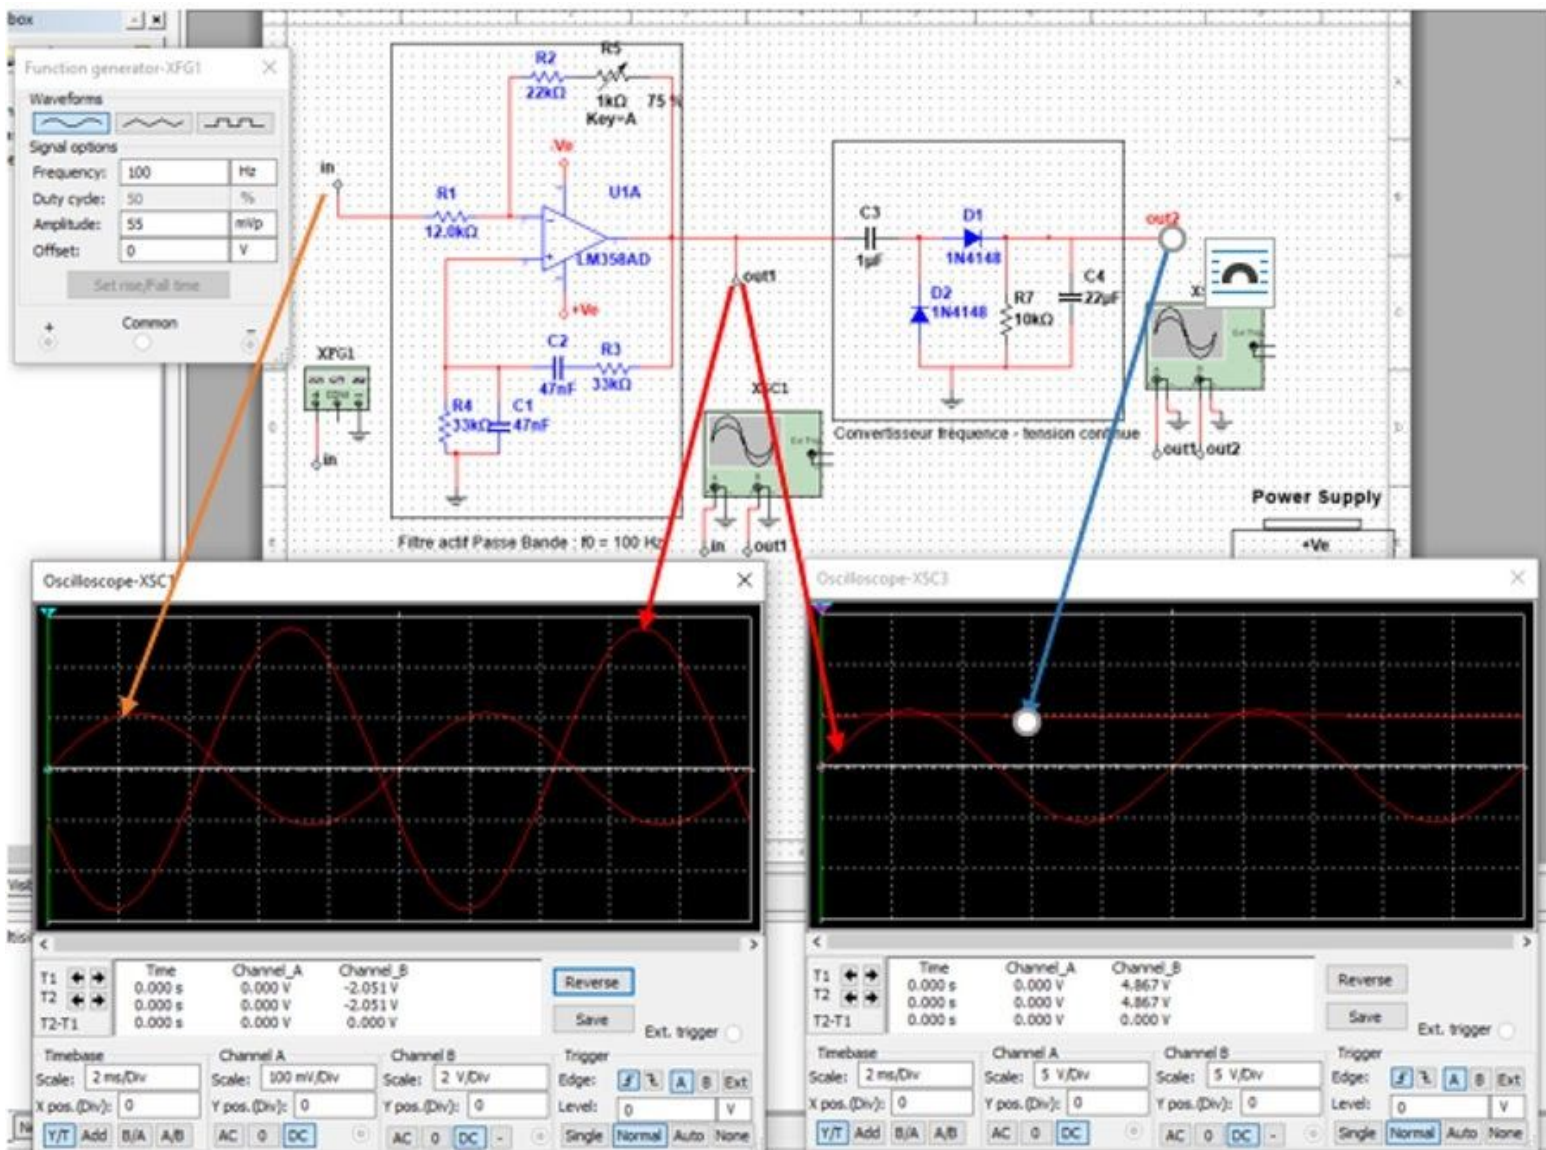 box
Function generator-XFG1
Waveforms
Signal options
Frequency: 100 Hz
Duty cycle: 50 %
Amplitude: 55 mVp
Offset: 0 V
Set rise/Fall time
+ Common -
XFG1
COM
in
in
R1
12.0kΩ
R2
22kΩ
R5
1kΩ
75 %
Key=A
-Ve
U1A
LM358AD
+Ve
C2
47nF
R3
33kΩ
R4
33kΩ
C1
47nF
Filtre actif Passe Bande : f0 = 100 Hz
out1
XSC1
in out1
C3
1µF
D1
1N4148
D2
1N4148
R7
10kΩ
C4
22µF
out2
Convertisseur fréquence - tension continue
out1 out2
Power Supply
+Ve
Oscilloscope-XSC1
T1
T2
T2-T1
Time Channel_A Channel_B
0.000 s 0.000 V -2.051 V
0.000 s 0.000 V -2.051 V
0.000 s 0.000 V 0.000 V
Reverse
Save
Ext. trigger
Timebase
Scale: 2 ms/Div
X pos.(Div): 0
Y/T Add B/A A/B
Channel A
Scale: 100 mV/Div
Y pos.(Div): 0
AC 0 DC
Channel B
Scale: 2 V/Div
Y pos.(Div): 0
AC 0 DC -
Trigger
Edge: A B Ext
Level: 0 V
Single Normal Auto None
Oscilloscope-XSC3
T1
T2
T2-T1
Time Channel_A Channel_B
0.000 s 0.000 V 4.867 V
0.000 s 0.000 V 4.867 V
0.000 s 0.000 V 0.000 V
Reverse
Save
Ext. trigger
Timebase
Scale: 2 ms/Div
X pos.(Div): 0
Y/T Add B/A A/B
Channel A
Scale: 5 V/Div
Y pos.(Div): 0
AC 0 DC
Channel B
Scale: 5 V/Div
Y pos.(Div): 0
AC 0 DC -
Trigger
Edge: A B Ext
Level: 0 V
Single Normal Auto None